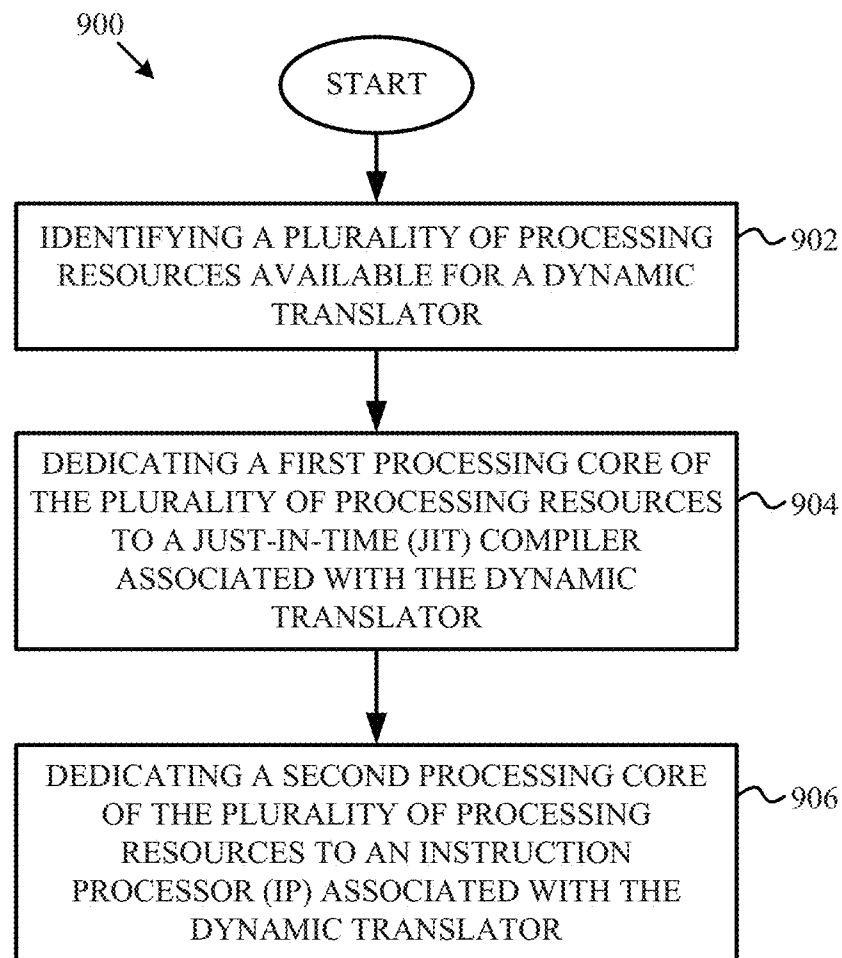 900
START
IDENTIFYING A PLURALITY OF PROCESSING
RESOURCES AVAILABLE FOR A DYNAMIC
TRANSLATOR
902
DEDICATING A FIRST PROCESSING CORE OF
THE PLURALITY OF PROCESSING RESOURCES
TO A JUST-IN-TIME (JIT) COMPILER
ASSOCIATED WITH THE DYNAMIC
TRANSLATOR
904
DEDICATING A SECOND PROCESSING CORE
OF THE PLURALITY OF PROCESSING
RESOURCES TO AN INSTRUCTION
PROCESSOR (IP) ASSOCIATED WITH THE
DYNAMIC TRANSLATOR
906